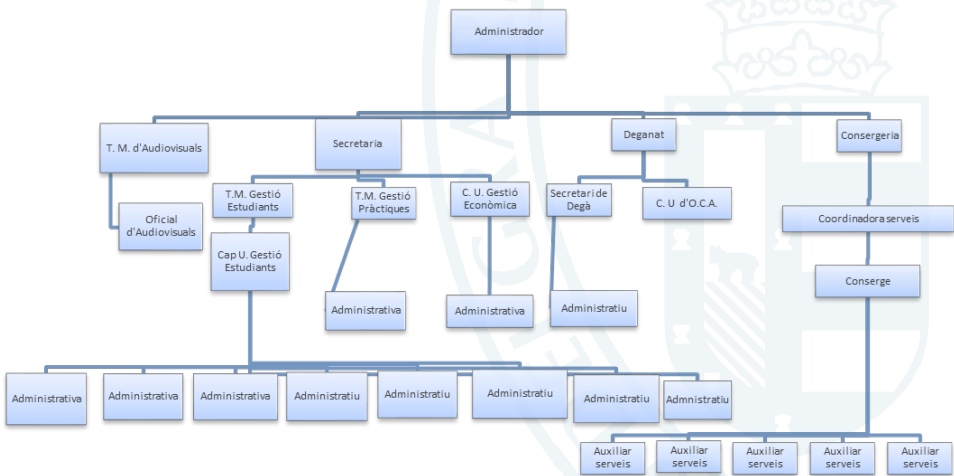 Administrador
T. M. d'Audiovisuals
Secretaria
Deganat
Consergeria
T.M. Gestió
Estudiants
T.M. Gestió
Pràctiques
C. U. Gestió
Econòmica
Secretari de
Degà
C. U d'O.C.A.
Oficial
d'Audiovisuals
Coordinadora serveis
Cap U. Gestió
Estudiants
Conserge
Administrativa
Administrativa
Administratiu
Administrativa
Administrativa
Administrativa
Administratiu
Administratiu
Administratiu
Administratiu
Admnistratiu
Auxiliar
serveis
Auxiliar
serveis
Auxiliar
serveis
Auxiliar
serveis
Auxiliar
serveis